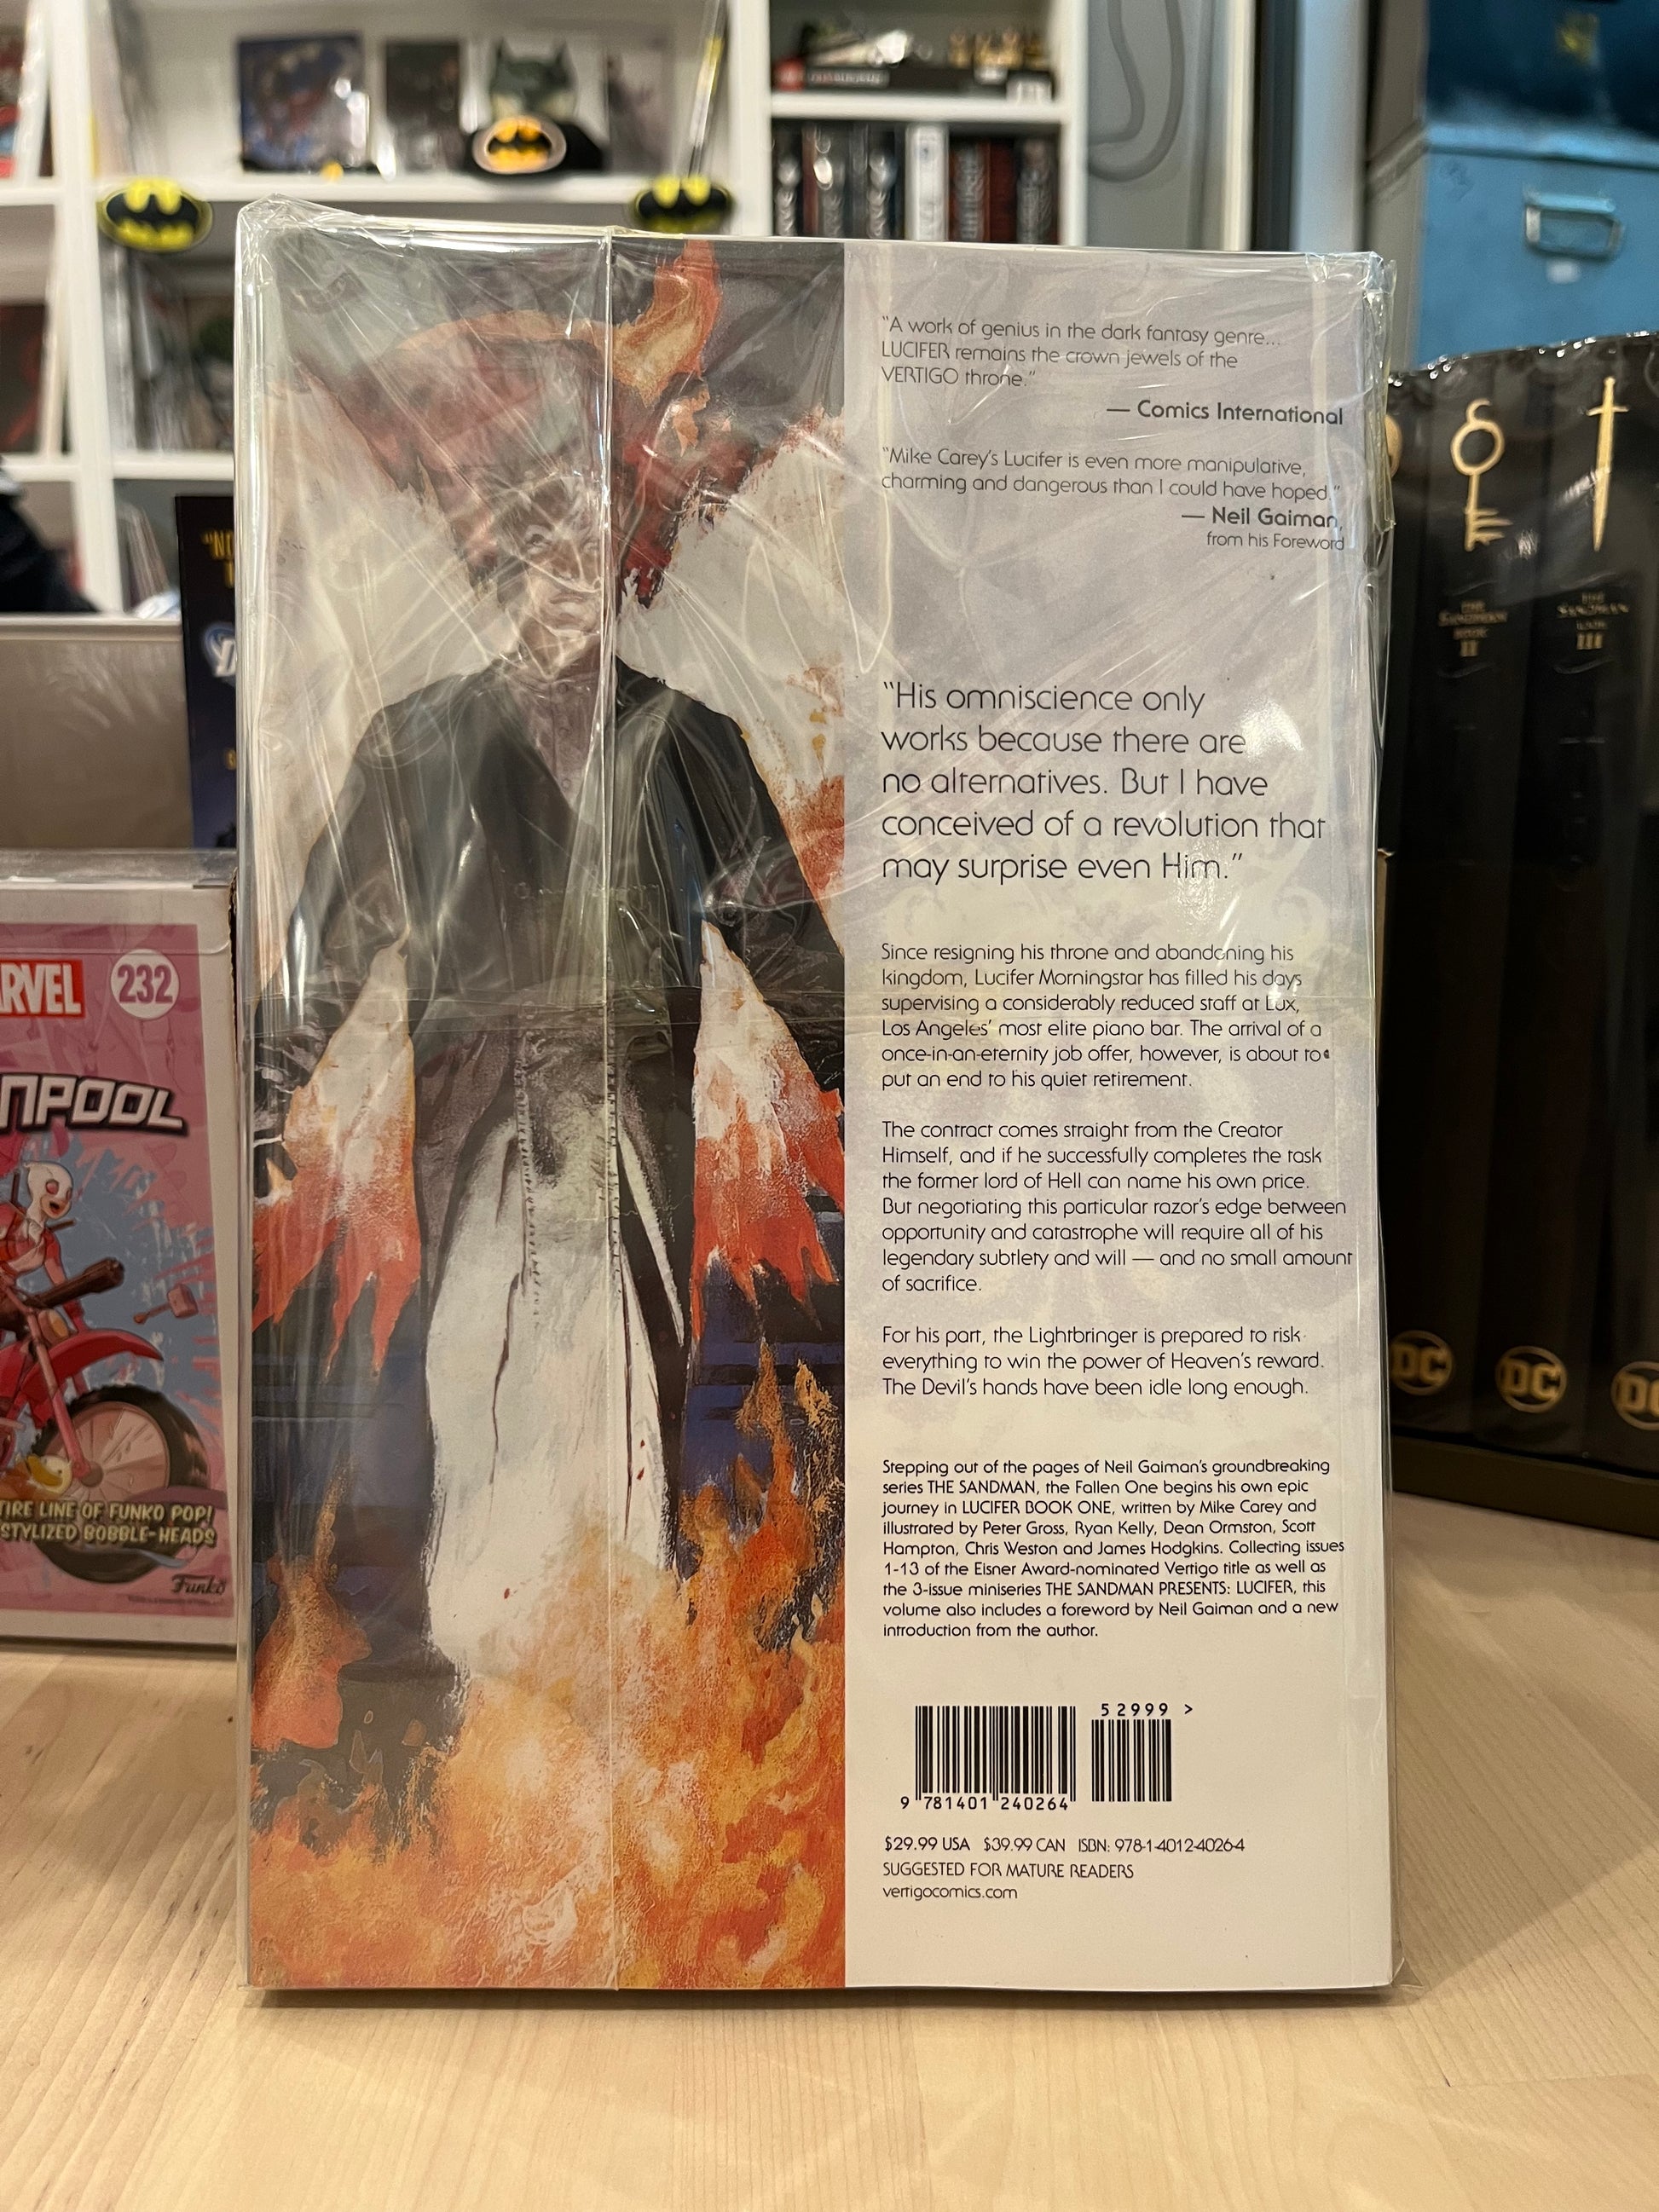 "A work of genius in the dark fantasy genre...
LUCIFER remains the crown jewels of the
VERTIGO throne."
— Comics International
"Mike Carey's Lucifer is even more manipulative,
charming and dangerous than I could have hoped."
— Neil Gaiman,
from his Foreword
"His omniscience only
works because there are
no alternatives. But I have
conceived of a revolution that
may surprise even Him."
Since resigning his throne and abandoning his
kingdom, Lucifer Morningstar has filled his days
supervising a considerably reduced staff at Lux,
Los Angeles' most elite piano bar. The arrival of a
once-in-an-eternity job offer, however, is about to
put an end to his quiet retirement.
The contract comes straight from the Creator
Himself, and if he successfully completes the task
the former lord of Hell can name his own price.
But negotiating this particular razor's edge between
opportunity and catastrophe will require all of his
legendary subtlety and will — and no small amount
of sacrifice.
For his part, the Lightbringer is prepared to risk
everything to win the power of Heaven's reward.
The Devil's hands have been idle long enough.
Stepping out of the pages of Neil Gaiman's groundbreaking
series THE SANDMAN, the Fallen One begins his own epic
journey in LUCIFER BOOK ONE, written by Mike Carey and
illustrated by Peter Gross, Ryan Kelly, Dean Ormston, Scott
Hampton, Chris Weston and James Hodgkins. Collecting issues
1-13 of the Eisner Award-nominated Vertigo title as well as
the 3-issue miniseries THE SANDMAN PRESENTS: LUCIFER, this
volume also includes a foreword by Neil Gaiman and a new
introduction from the author.
52999 >
9 781401 240264
$29.99 USA $39.99 CAN ISBN: 978-1-4012-4026-4
SUGGESTED FOR MATURE READERS
vertigocomics.com
RVEL 232
NPOOL
TIRE LINE OF FUNKO POP!
STYLIZED BOBBLE-HEADS
Funko
THE
SANDMAN
BOOK
II
THE
SANDMAN
BOOK
III
DC
DC
DC